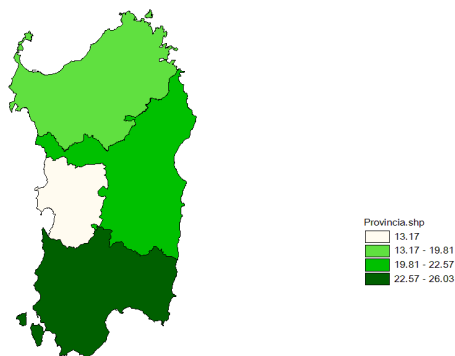 Provincia.shp
13.17
13.17 - 19.81
19.81 - 22.57
22.57 - 26.03